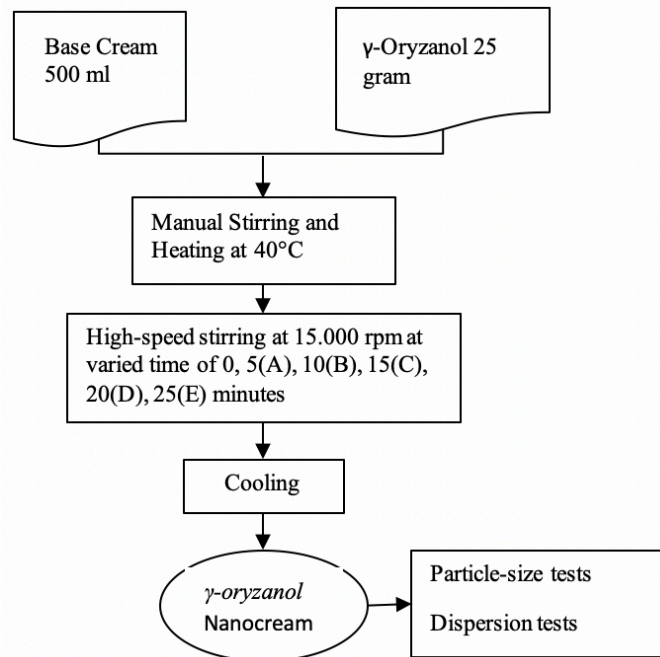 Base Cream
500 ml
γ-Oryzanol 25
gram
Manual Stirring and
Heating at 40°C
High-speed stirring at 15.000 rpm at
varied time of 0, 5(A), 10(B), 15(C),
20(D), 25(E) minutes
Cooling
γ-oryzanol
Nanocream
Particle-size tests
Dispersion tests